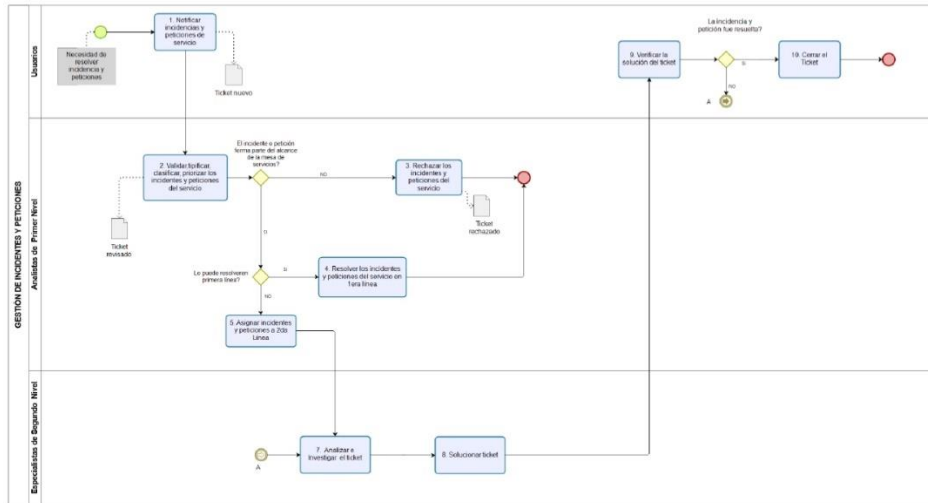 GESTIÓN DE INCIDENTES Y PETICIONES
Usuarios
Necesidad de
resolver
incidencia y
peticiones
1. Notificar
incidencias y
peticiones de
servicio
Ticket nuevo
9. Verificar la
solución del ticket
La incidencia y
petición fue resuelta?
SI
NO
A
10. Cerrar el
Ticket
Analistas de Primer Nivel
2. Validar tipificar,
clasificar, priorizar los
incidentes y peticiones
del servicio
Ticket
revisado
El incidente o petición
forma parte del alcance
de la mesa de
servicios?
NO
SI
3. Rechazar los
incidentes y
peticiones del servicio
Ticket
rechazado
Lo puede resolver en
primera línea?
SI
NO
4. Resolver los incidentes
y peticiones del servicio en
1era línea
5. Asignar incidentes
y peticiones a 2da
Línea
Especialistas de Segundo Nivel
A
7. Analizar e
Investigar el ticket
8. Solucionar ticket